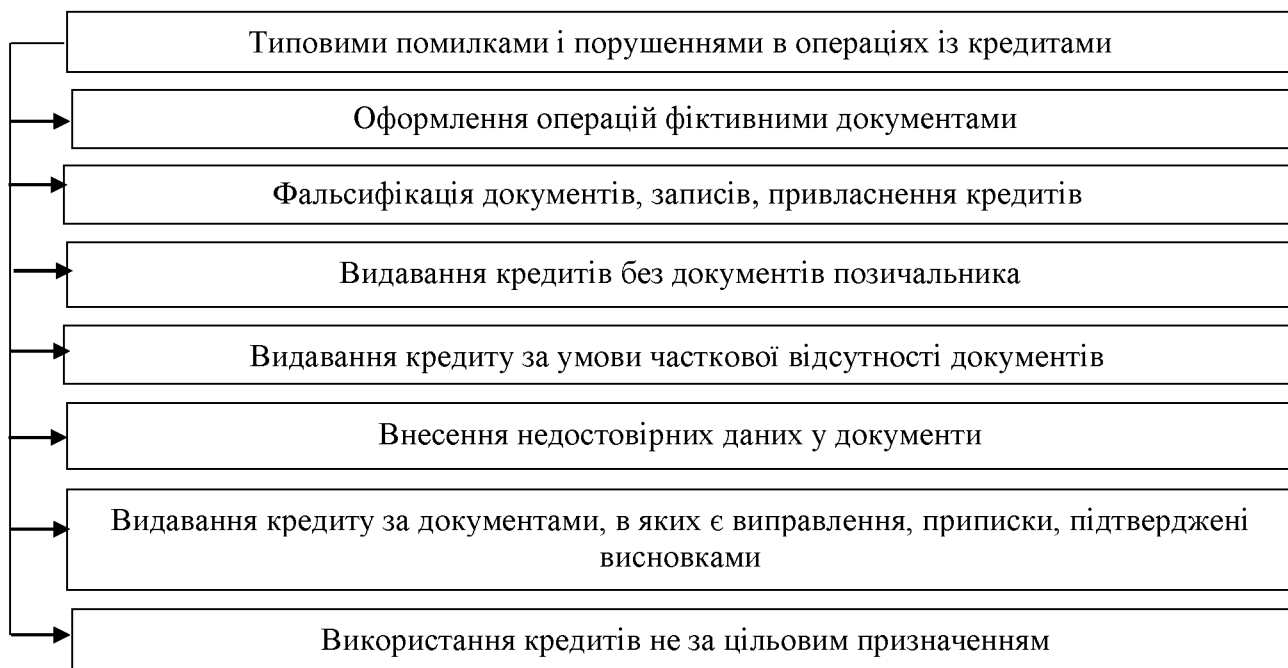 Типовими помилками і порушеннями в операціях із кредитами
Оформлення операцій фіктивними документами
Фальсифікація документів, записів, привласнення кредитів
Видавання кредитів без документів позичальника
Видавання кредиту за умови часткової відсутності документів
Внесення недостовірних даних у документи
Видавання кредиту за документами, в яких є виправлення, приписки, підтверджені
висновками
Використання кредитів не за цільовим призначенням